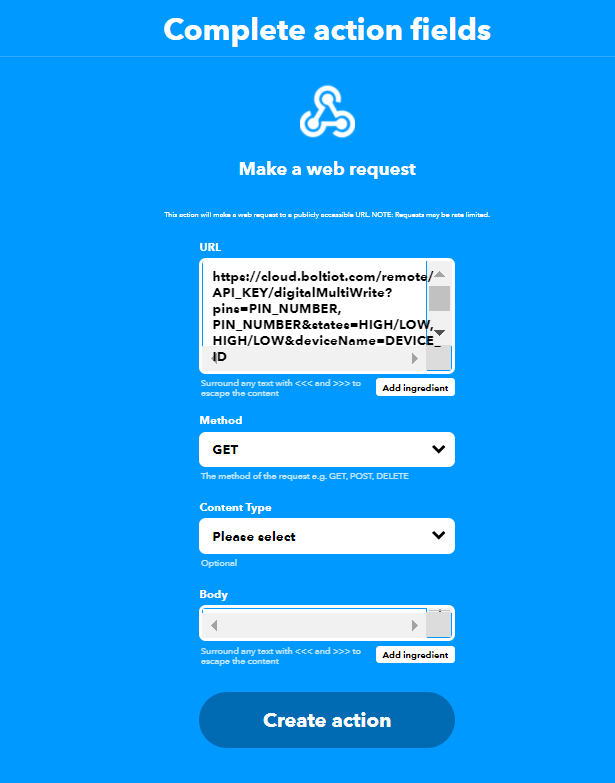 Complete action fields
Make a web request
This action will make a web request to a publicly accessible URL. NOTE: Requests may be rate limited.
URL
https://cloud.boltiot.com/remote/
API_KEY/digitalMultiWrite?
pins=PIN_NUMBER,
PIN_NUMBER&states=HIGH/LOW,
HIGH/LOW&deviceName=DEVICE_
ID
Surround any text with <<< and >>> to
escape the content
Add ingredient
Method
GET
The method of the request e.g. GET, POST, DELETE
Content Type
Please select
Optional
Body
Surround any text with <<< and >>> to
escape the content
Add ingredient
Create action